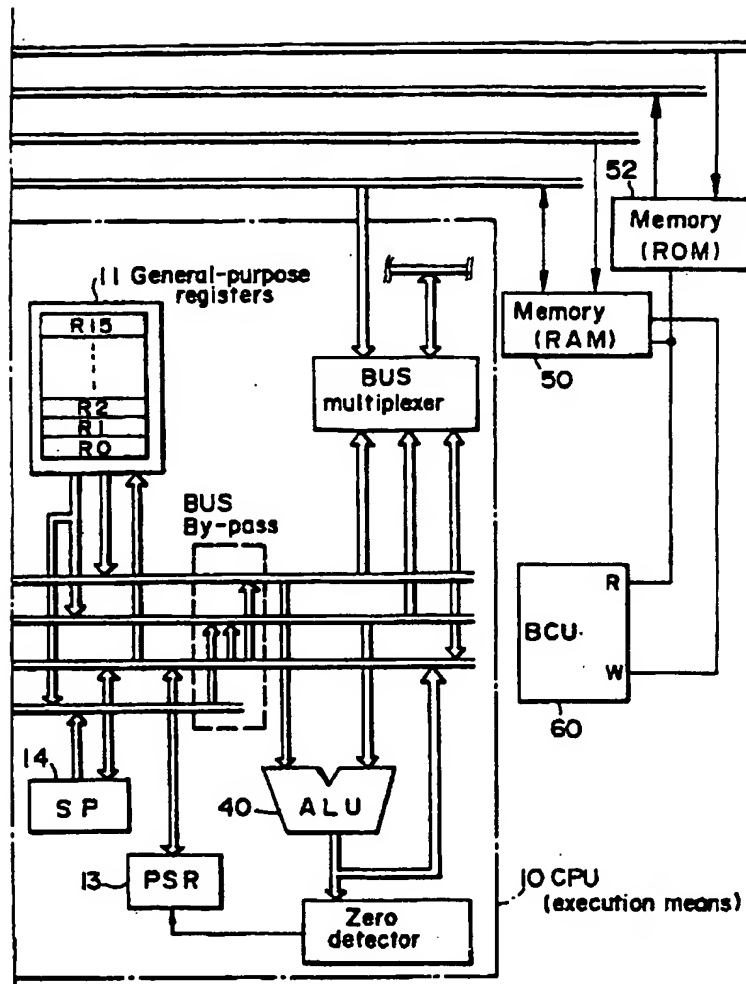 52
Memory
(ROM)
11 General-purpose
registers
R15
R2
R1
R0
Memory
(RAM)
50
BUS
multiplexer
BUS
By-pass
R
BCU
W
60
14
SP
40
ALU
13
PSR
10 CPU
(execution means)
Zero
detector